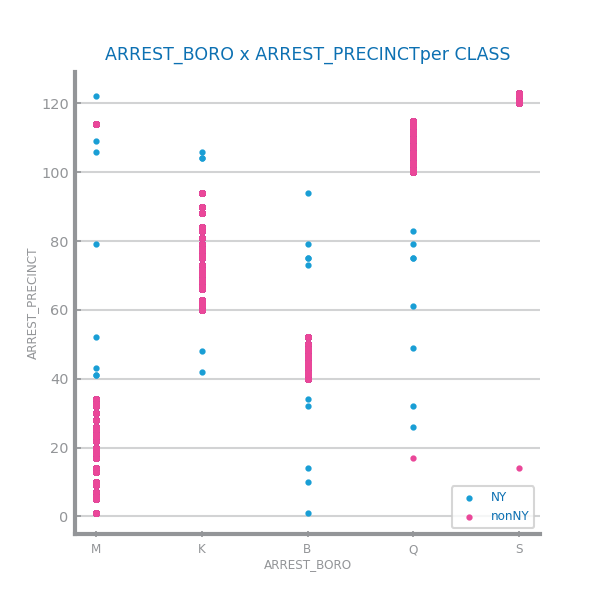 ARREST_BORO x ARREST_PRECINCTper CLASS
120
100
80
60
40
20
0
ARREST_PRECINCT
M K B Q S
ARREST_BORO
NY
nonNY